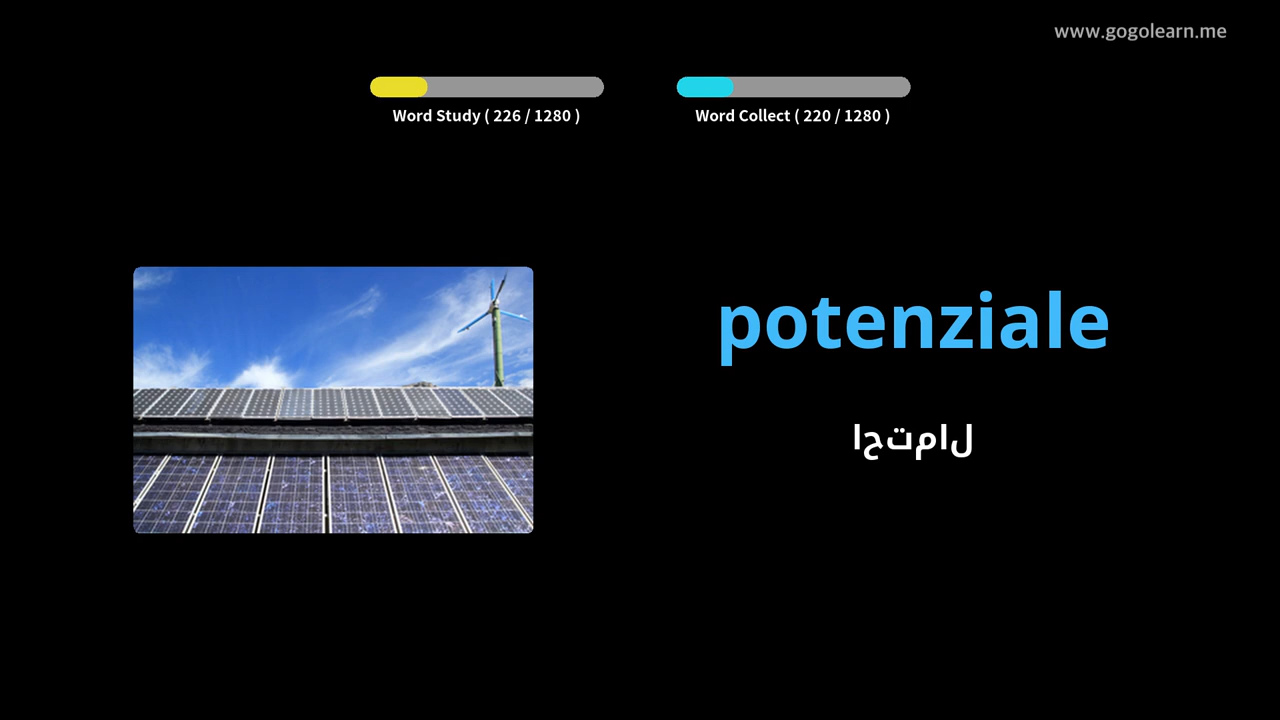 www.gogolearn.me
Word Study ( 226 / 1280 )
Word Collect ( 220 / 1280 )
potenziale
احتمال